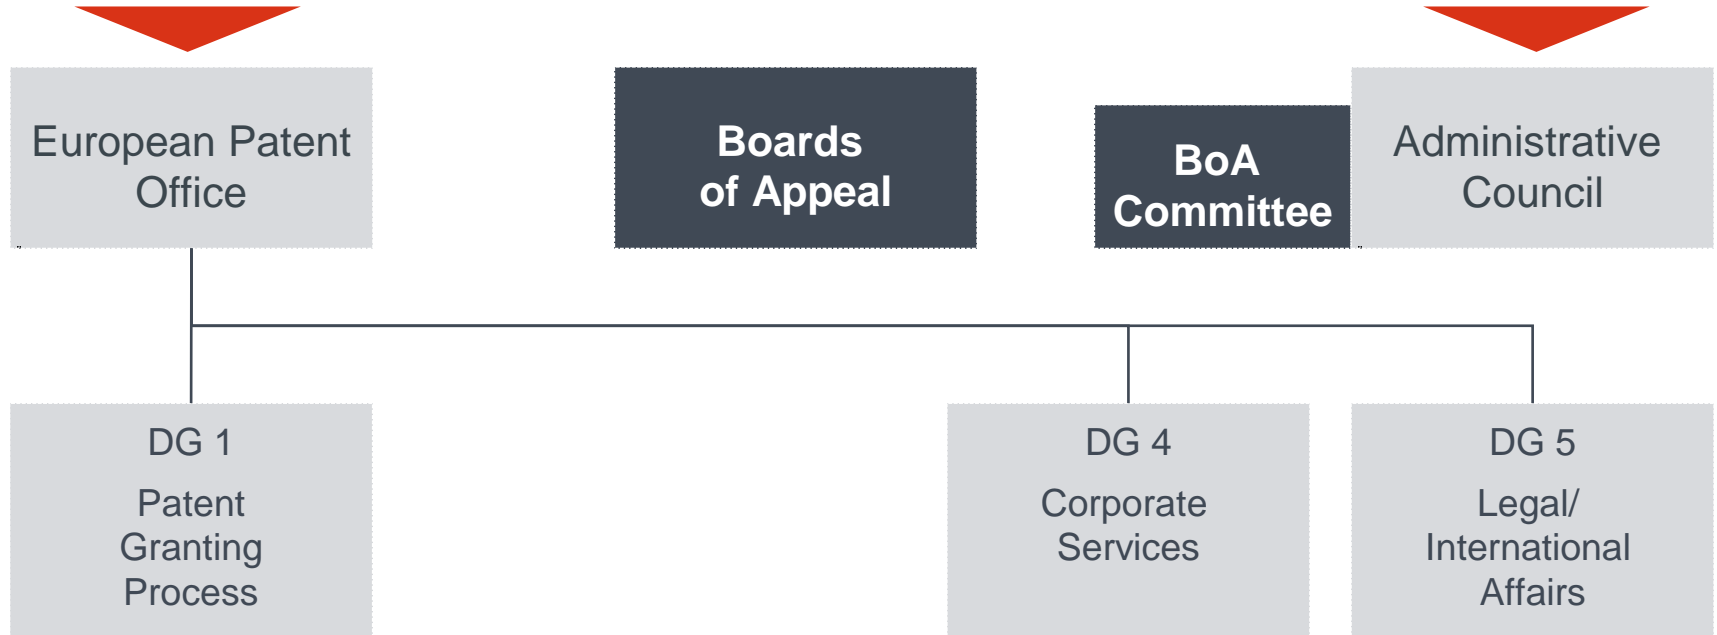 European Patent
Office
Boards
of Appeal
BoA
Committee
Administrative
Council
DG 1
Patent
Granting
Process
DG 4
Corporate
Services
DG 5
Legal/
International
Affairs